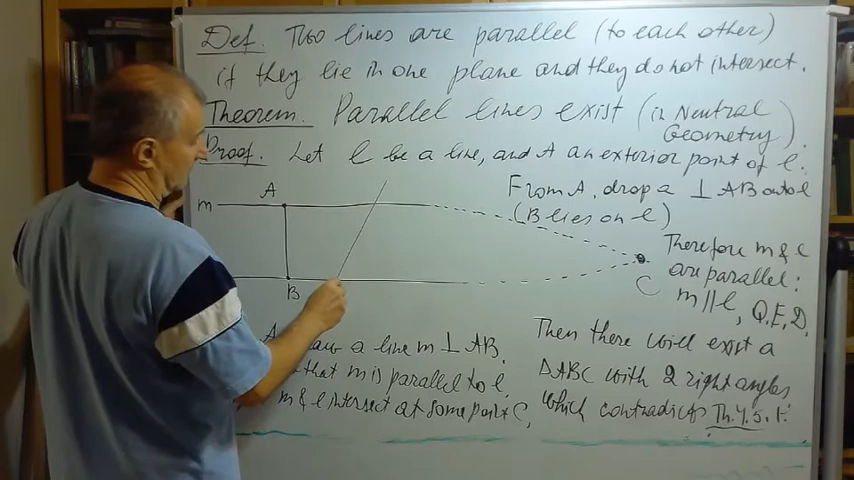 Def. Two lines are parallel (to each other)
if they lie in one plane and they do not intersect.
Theorem. Parallel lines exist (in Neutral
Geometry).
Proof. Let l be a line, and A an exterior point of l.
From A, drop a ⊥ AB onto l
(B lies on l)
m A
B
C
Therefore m & l
are parallel:
m || l, Q.E.D.
a line m ⊥ AB.
that m is parallel to l.
m & l intersect at some point C,
Then there will exist a
△ABC with 2 right angles,
which contradicts Th.4.5.1.